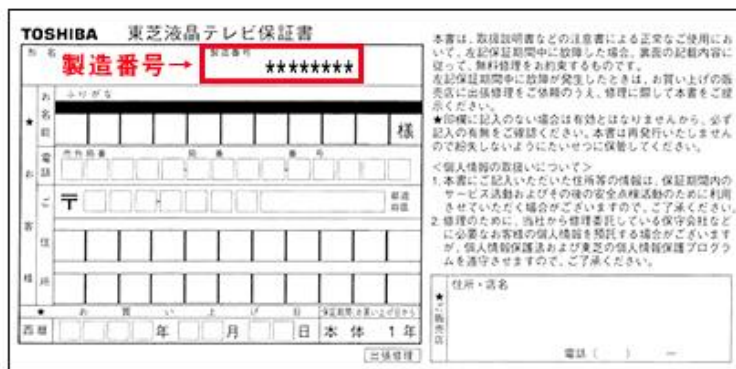 TOSHIBA 東芝液晶テレビ保証書
形 名
製造番号
製造番号→ ********
ふりがな
★
お客様
お名前
様
電話
市外局番 局番 番号
ご住所
〒
都道府県
★ お買い上げ日
保証期間(お買い上げ日から)
西暦 年 月 日 本体 1年
出張修理
本書は、取扱説明書などの注意書による正常なご使用にお
いて、左記保証期間中に故障した場合、裏面の記載内容に
従って、無料修理をお約束するものです。
左記保証期間中に故障が発生したときは、お買い上げの販
売店に出張修理をご依頼のうえ、修理に際して本書をご提
示ください。
★印欄に記入のない場合は有効とはなりませんから、必ず
記入の有無をご確認ください。本書は再発行いたしません
ので紛失しないようにたいせつに保管してください。
<個人情報の取扱いについて>
1. 本書にご記入いただいた住所等の情報は、保証期間内の
サービス活動およびその後の安全点検活動のために利用
させていただく場合がございますので、ご了承ください。
2. 修理のために、当社から修理委託している保守会社など
に必要なお客様の個人情報を預託する場合がございます
が、個人情報保護法および東芝の個人情報保護プログラ
ムを遵守させますので、ご了承ください。
★ご販売店
住所・店名
電話( ) −